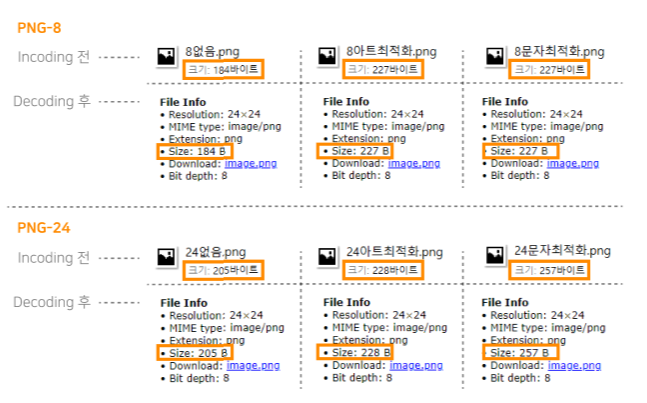 PNG-8
Incoding 전
8없음.png
크기: 184바이트
8아트최적화.png
크기: 227바이트
8문자최적화.png
크기: 227바이트
Decoding 후
File Info
• Resolution: 24×24
• MIME type: image/png
• Extension: png
• Size: 184 B
• Download: image.png
• Bit depth: 8
File Info
• Resolution: 24×24
• MIME type: image/png
• Extension: png
• Size: 227 B
• Download: image.png
• Bit depth: 8
File Info
• Resolution: 24×24
• MIME type: image/png
• Extension: png
• Size: 227 B
• Download: image.png
• Bit depth: 8
PNG-24
Incoding 전
24없음.png
크기: 205바이트
24아트최적화.png
크기: 228바이트
24문자최적화.png
크기: 257바이트
Decoding 후
File Info
• Resolution: 24×24
• MIME type: image/png
• Extension: png
• Size: 205 B
• Download: image.png
• Bit depth: 8
File Info
• Resolution: 24×24
• MIME type: image/png
• Extension: png
• Size: 228 B
• Download: image.png
• Bit depth: 8
File Info
• Resolution: 24×24
• MIME type: image/png
• Extension: png
• Size: 257 B
• Download: image.png
• Bit depth: 8